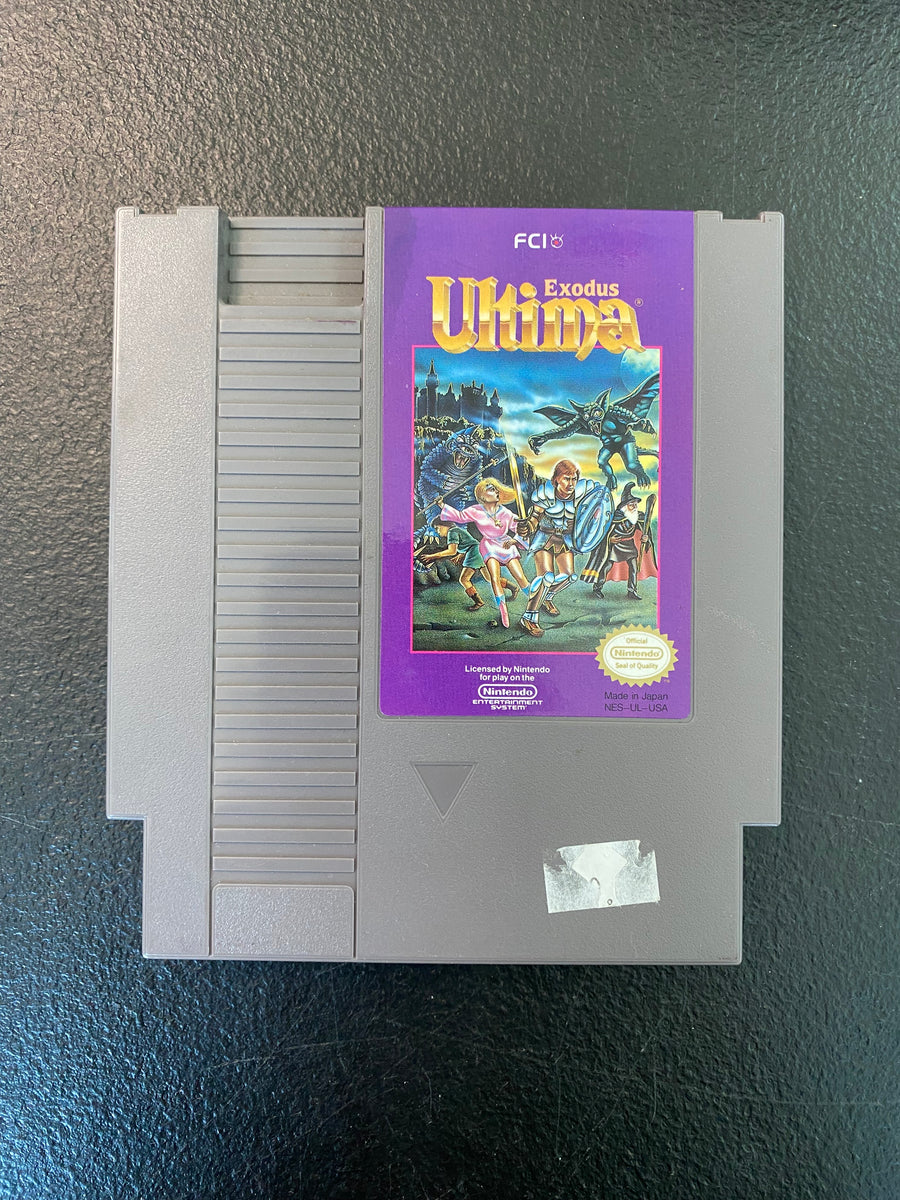 FCI
Exodus
Ultima®
Licensed by Nintendo
for play on the
Nintendo
ENTERTAINMENT
SYSTEM
Official
Nintendo
Seal of Quality
Made in Japan
NES-UL-USA